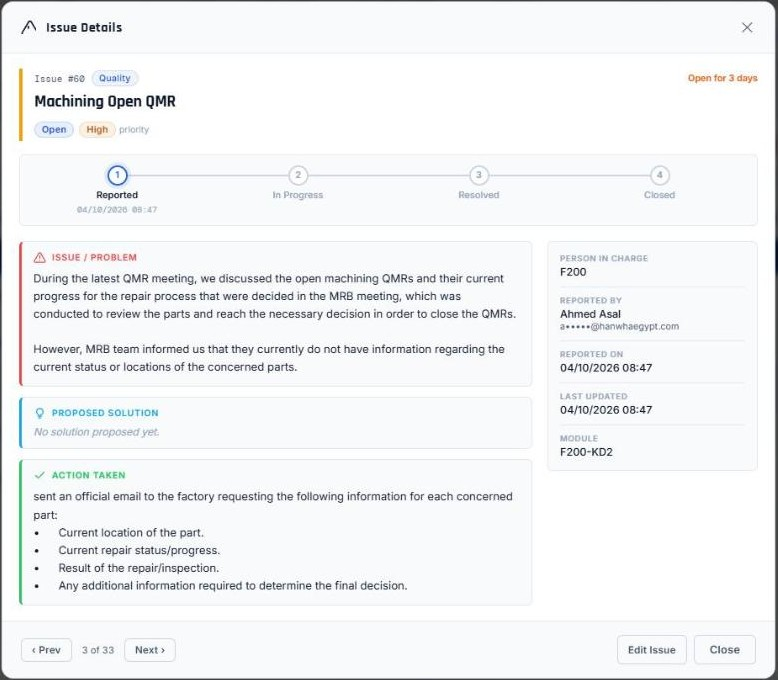 Issue Details
Issue #60 Quality
Open for 3 days
Machining Open QMR
Open High priority
1 2 3 4
Reported In Progress Resolved Closed
04/10/2026 08:47
ISSUE / PROBLEM
During the latest QMR meeting, we discussed the open machining QMRs and their current
progress for the repair process that were decided in the MRB meeting, which was
conducted to review the parts and reach the necessary decision in order to close the QMRs.
However, MRB team informed us that they currently do not have information regarding the
current status or locations of the concerned parts.
PROPOSED SOLUTION
No solution proposed yet.
ACTION TAKEN
sent an official email to the factory requesting the following information for each concerned
part:
• Current location of the part.
• Current repair status/progress.
• Result of the repair/inspection.
• Any additional information required to determine the final decision.
PERSON IN CHARGE
F200
REPORTED BY
Ahmed Asal
a•••••@hanwhaegypt.com
REPORTED ON
04/10/2026 08:47
LAST UPDATED
04/10/2026 08:47
MODULE
F200-KD2
‹ Prev 3 of 33 Next ›
Edit Issue Close